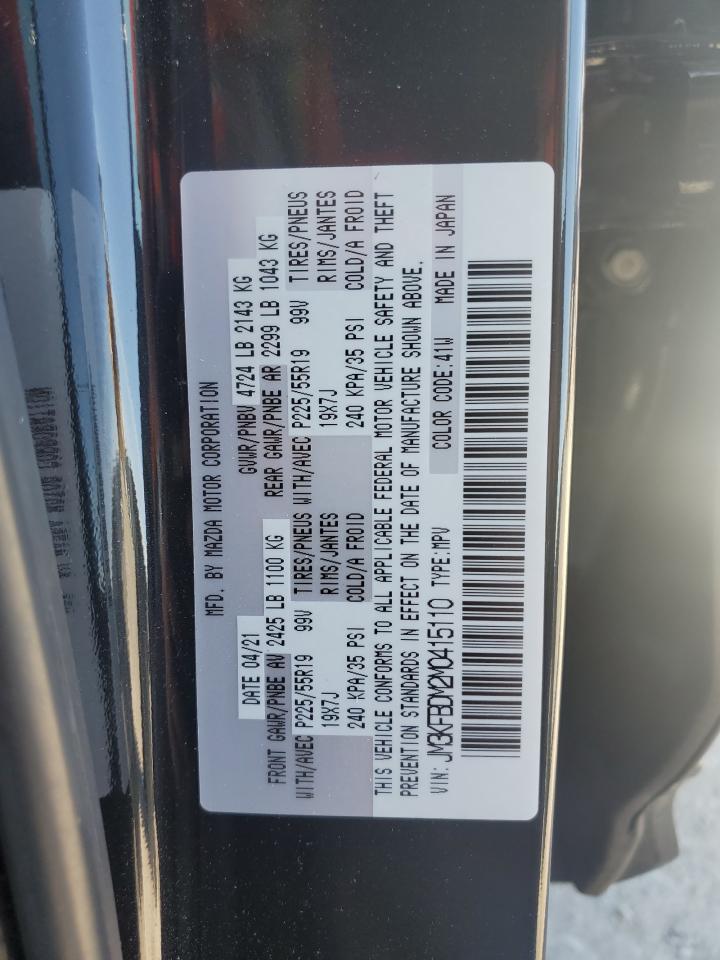 MFD. BY MAZDA MOTOR CORPORATION
DATE 04/21 GVWR/PNBV 4724 LB 2143 KG
FRONT GAWR/PNBE AV 2425 LB 1100 KG REAR GAWR/PNBE AR 2299 LB 1043 KG
WITH/AVEC P225/55R19 99V TIRES/PNEUS WITH/AVEC P225/55R19 99V TIRES/PNEUS
19X7J RIMS/JANTES 19X7J RIMS/JANTES
240 KPA/35 PSI COLD/A FROID 240 KPA/35 PSI COLD/A FROID
THIS VEHICLE CONFORMS TO ALL APPLICABLE FEDERAL MOTOR VEHICLE SAFETY AND THEFT
PREVENTION STANDARDS IN EFFECT ON THE DATE OF MANUFACTURE SHOWN ABOVE.
VIN: JM3KFBDM2M0415110 TYPE:MPV COLOR CODE:41W MADE IN JAPAN